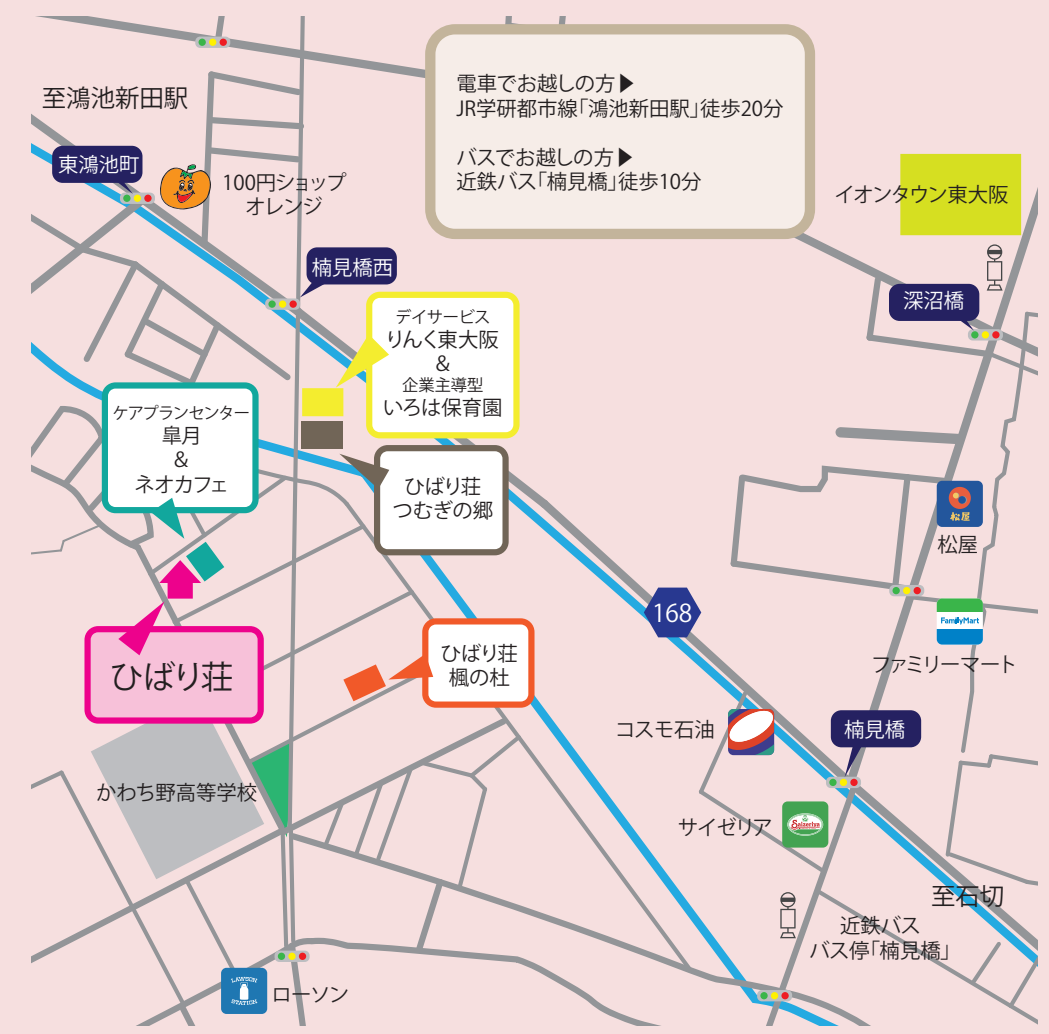 電車でお越しの方▶
JR学研都市線「鴻池新田駅」徒歩20分
バスでお越しの方▶
近鉄バス「楠見橋」徒歩10分
至鴻池新田駅
東鴻池町
100円ショップ
オレンジ
イオンタウン東大阪
楠見橋西
深沼橋
デイサービス
りんく東大阪
&
企業主導型
いろは保育園
ケアプランセンター
皐月
&
ネオカフェ
ひばり荘
つむぎの郷
松屋
松屋
168
FamilyMart
ファミリーマート
ひばり荘
ひばり荘
楓の杜
コスモ石油
楠見橋
かわち野高等学校
サイゼリア
Saizeriya
至石切
近鉄バス
バス停「楠見橋」
LAWSON
STATION
ローソン